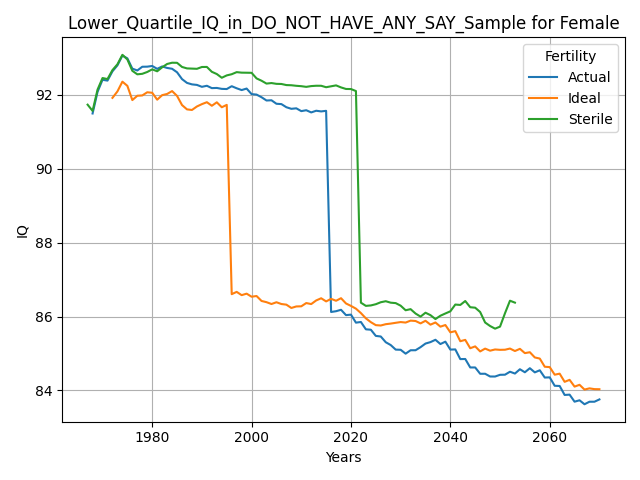 Lower_Quartile_IQ_in_DO_NOT_HAVE_ANY_SAY_Sample for Female
Fertility
Actual
Ideal
Sterile
IQ
92
90
88
86
84
1980
2000
2020
2040
2060
Years